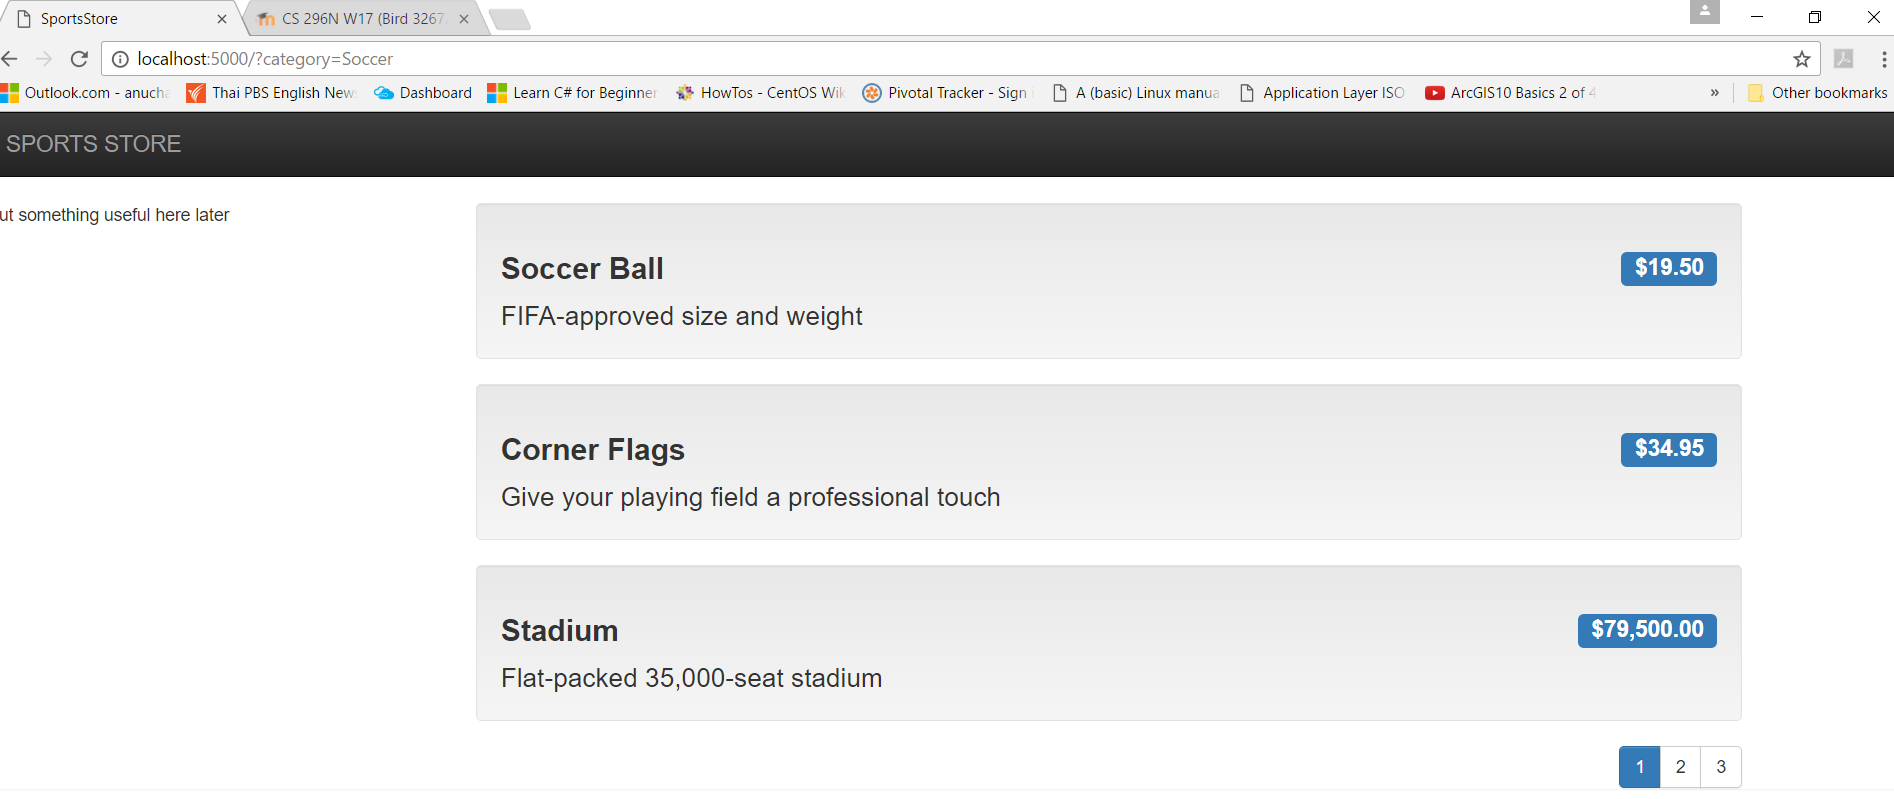 SportsStore
CS 296N W17 (Bird 3267
localhost:5000/?category=Soccer
Outlook.com - anucha Thai PBS English News Dashboard Learn C# for Beginner HowTos - CentOS Wik Pivotal Tracker - Sign A (basic) Linux manua Application Layer ISO ArcGIS10 Basics 2 of 4 » Other bookmarks
SPORTS STORE
ut something useful here later
Soccer Ball $19.50
FIFA-approved size and weight
Corner Flags $34.95
Give your playing field a professional touch
Stadium $79,500.00
Flat-packed 35,000-seat stadium
1 2 3